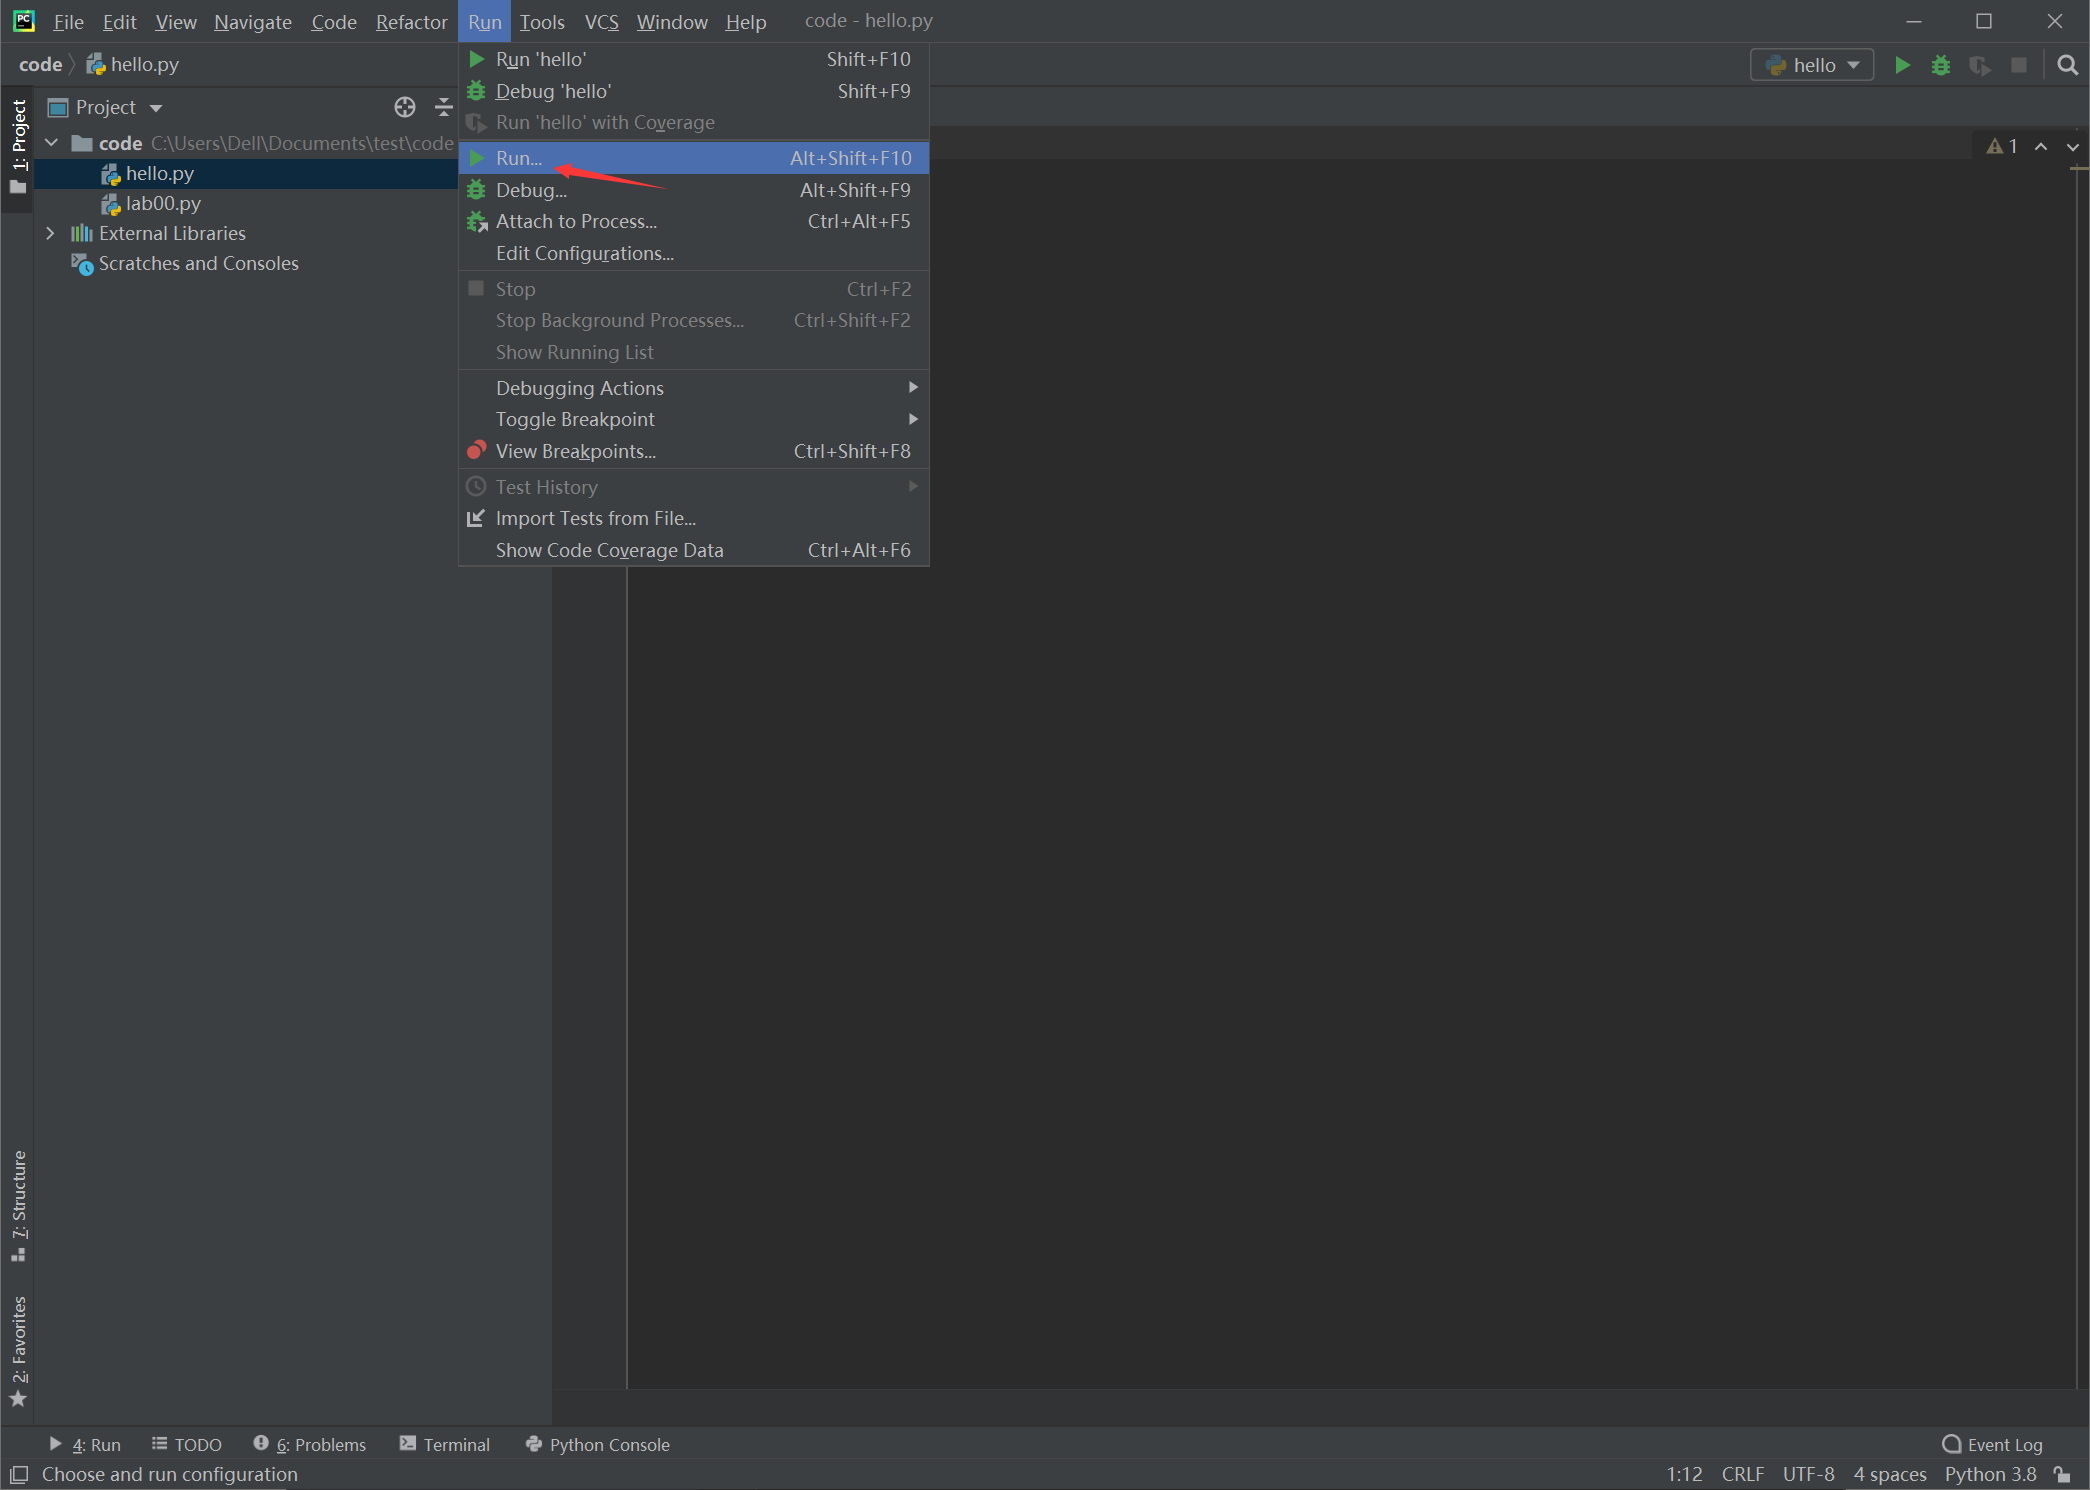 PC File Edit View Navigate Code Refactor Run Tools VCS Window Help code - hello.py
code hello.py
hello
1: Project
Project
code C:\Users\Dell\Documents\test\code
hello.py
lab00.py
External Libraries
Scratches and Consoles
Run 'hello' Shift+F10
Debug 'hello' Shift+F9
Run 'hello' with Coverage
Run... Alt+Shift+F10
Debug... Alt+Shift+F9
Attach to Process... Ctrl+Alt+F5
Edit Configurations...
Stop Ctrl+F2
Stop Background Processes... Ctrl+Shift+F2
Show Running List
Debugging Actions
Toggle Breakpoint
View Breakpoints... Ctrl+Shift+F8
Test History
Import Tests from File...
Show Code Coverage Data Ctrl+Alt+F6
1
7: Structure
2: Favorites
4: Run TODO 6: Problems Terminal Python Console Event Log
Choose and run configuration 1:12 CRLF UTF-8 4 spaces Python 3.8